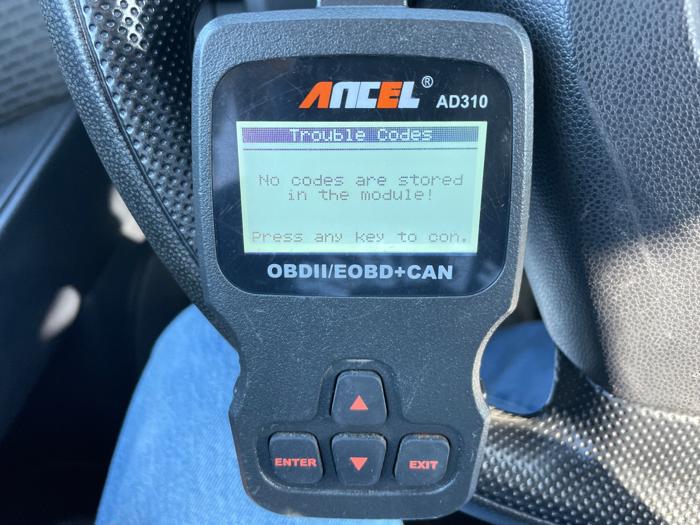 ANCEL® AD310
Trouble Codes
No codes are stored
in the module!
Press any key to con.
OBDII/EOBD+CAN
▲
ENTER ▼ EXIT